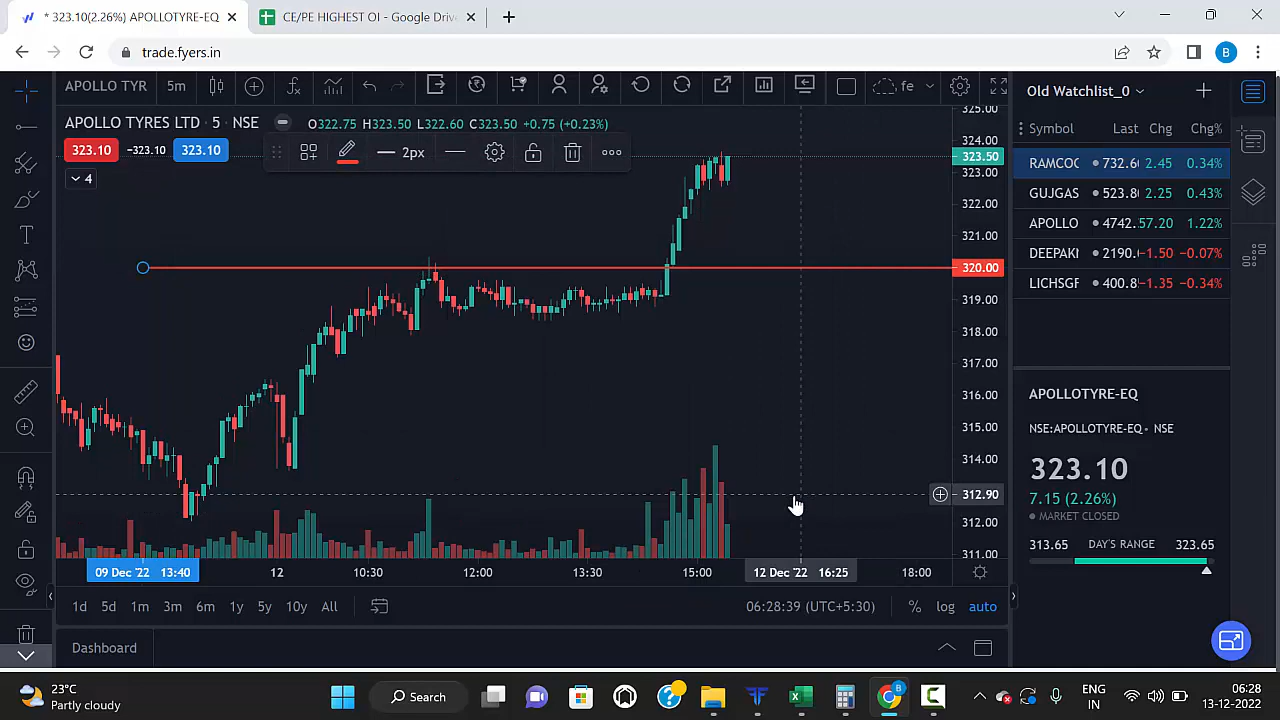 * 323.10(2.26%) APOLLOTYRE-EQ
CE/PE HIGHEST OI - Google Drive
trade.fyers.in
B
APOLLO TYR
5m
fe
Old Watchlist_0
APOLLO TYRES LTD · 5 · NSE
O322.75 H323.50 L322.60 C323.50 +0.75 (+0.23%)
323.10
−323.10
323.10
2px
4
Symbol Last Chg Chg%
RAMCOC 732.6 2.45 0.34%
GUJGAS 523.8 2.25 0.43%
APOLLO 4742. 57.20 1.22%
DEEPAKI 2190. −1.50 −0.07%
LICHSGF 400.8 −1.35 −0.34%
325.00
324.00
323.50
323.00
322.00
321.00
320.00
319.00
318.00
317.00
316.00
315.00
314.00
312.90
312.00
311.00
APOLLOTYRE-EQ
NSE:APOLLOTYRE-EQ • NSE
323.10
7.15 (2.26%)
MARKET CLOSED
313.65 DAY'S RANGE 323.65
09 Dec '22 13:40
12
10:30
12:00
13:30
15:00
12 Dec '22 16:25
18:00
1d 5d 1m 3m 6m 1y 5y 10y All
06:28:39 (UTC+5:30)
% log auto
Dashboard
23°C
Partly cloudy
Search
B
ENG
IN
06:28
13-12-2022